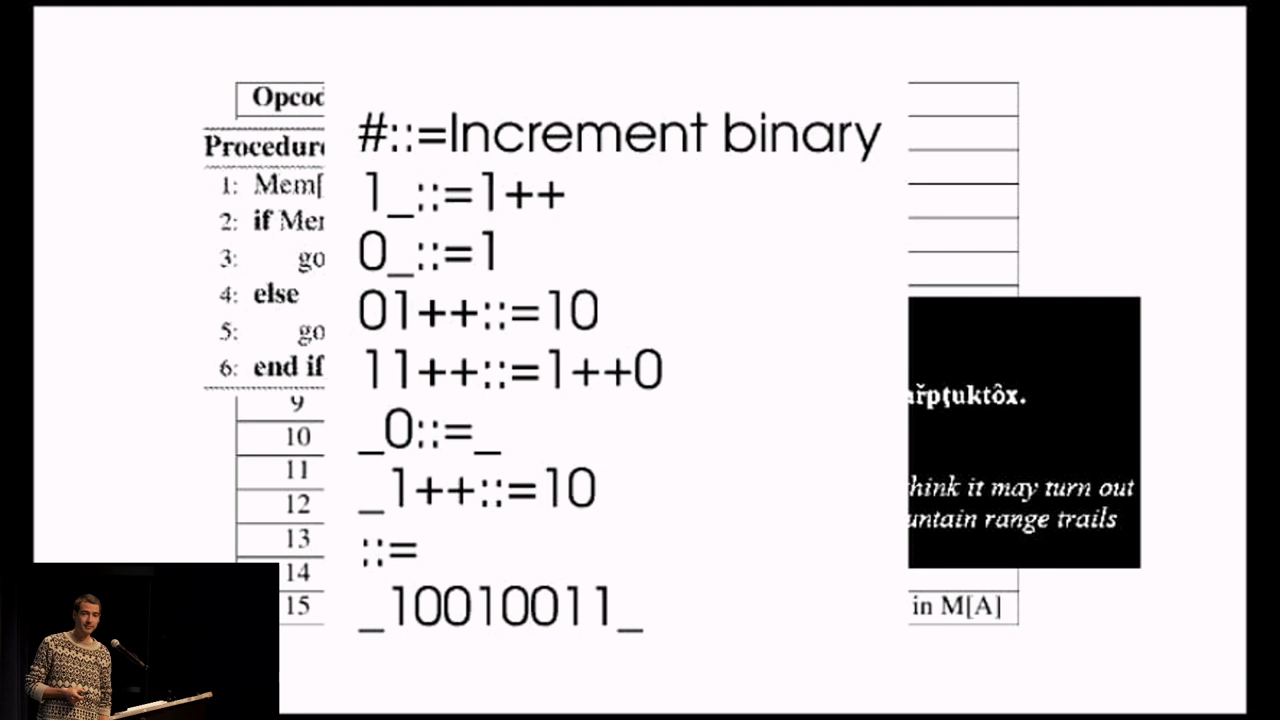 Opcod
Procedure
1: Mem[
2: if Mer
3: go
4: else
5: go
6: end if
9
10
11
12
13
14
15
#::=Increment binary
1_::=1++
0_::=1
01++::=10
11++::=1++0
_0::=_
_1++::=10
::=
_10010011_
ařpţuktôx.
hink it may turn out
untain range trails
in M[A]